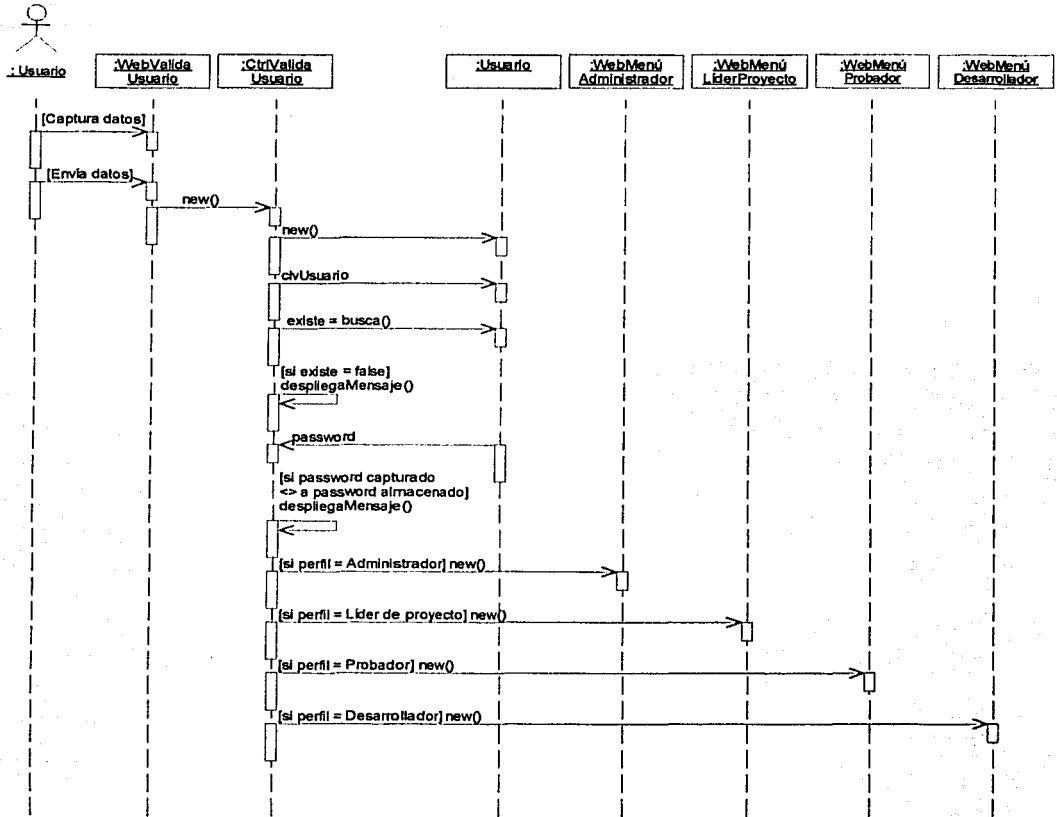 : Usuario
:WebValida
Usuario
:CtrlValida
Usuario
:Usuario
:WebMenú
Administrador
:WebMenú
LíderProyecto
:WebMenú
Probador
:WebMenú
Desarrollador
[Captura datos]
[Envía datos]
new()
new()
clvUsuario
existe = busca()
[si existe = false]
despliegaMensaje()
password
[si password capturado
<> a password almacenado]
despliegaMensaje()
[si perfil = Administrador] new()
[si perfil = Líder de proyecto] new()
[si perfil = Probador] new()
[si perfil = Desarrollador] new()